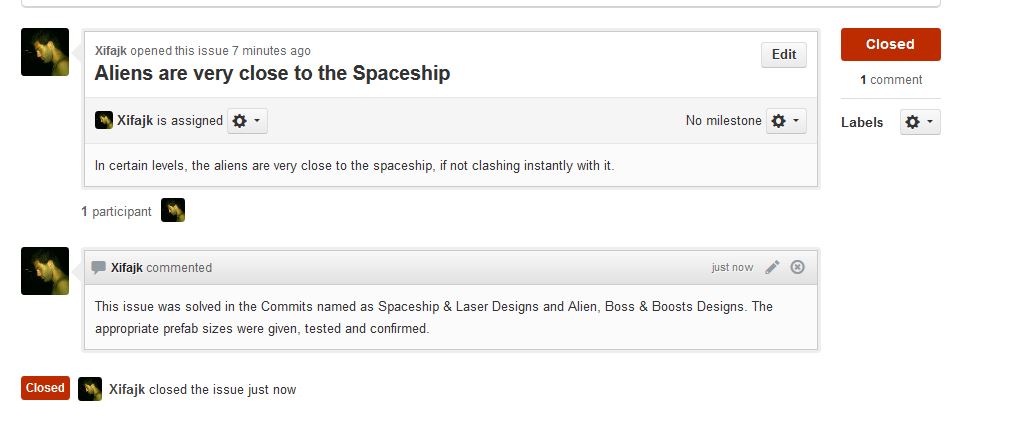 Xifajk opened this issue 7 minutes ago
Aliens are very close to the Spaceship
Edit
Closed
1 comment
Xifajk is assigned
No milestone
Labels
In certain levels, the aliens are very close to the spaceship, if not clashing instantly with it.
1 participant
Xifajk commented
just now
This issue was solved in the Commits named as Spaceship & Laser Designs and Alien, Boss & Boosts Designs. The
appropriate prefab sizes were given, tested and confirmed.
Closed
Xifajk closed the issue just now